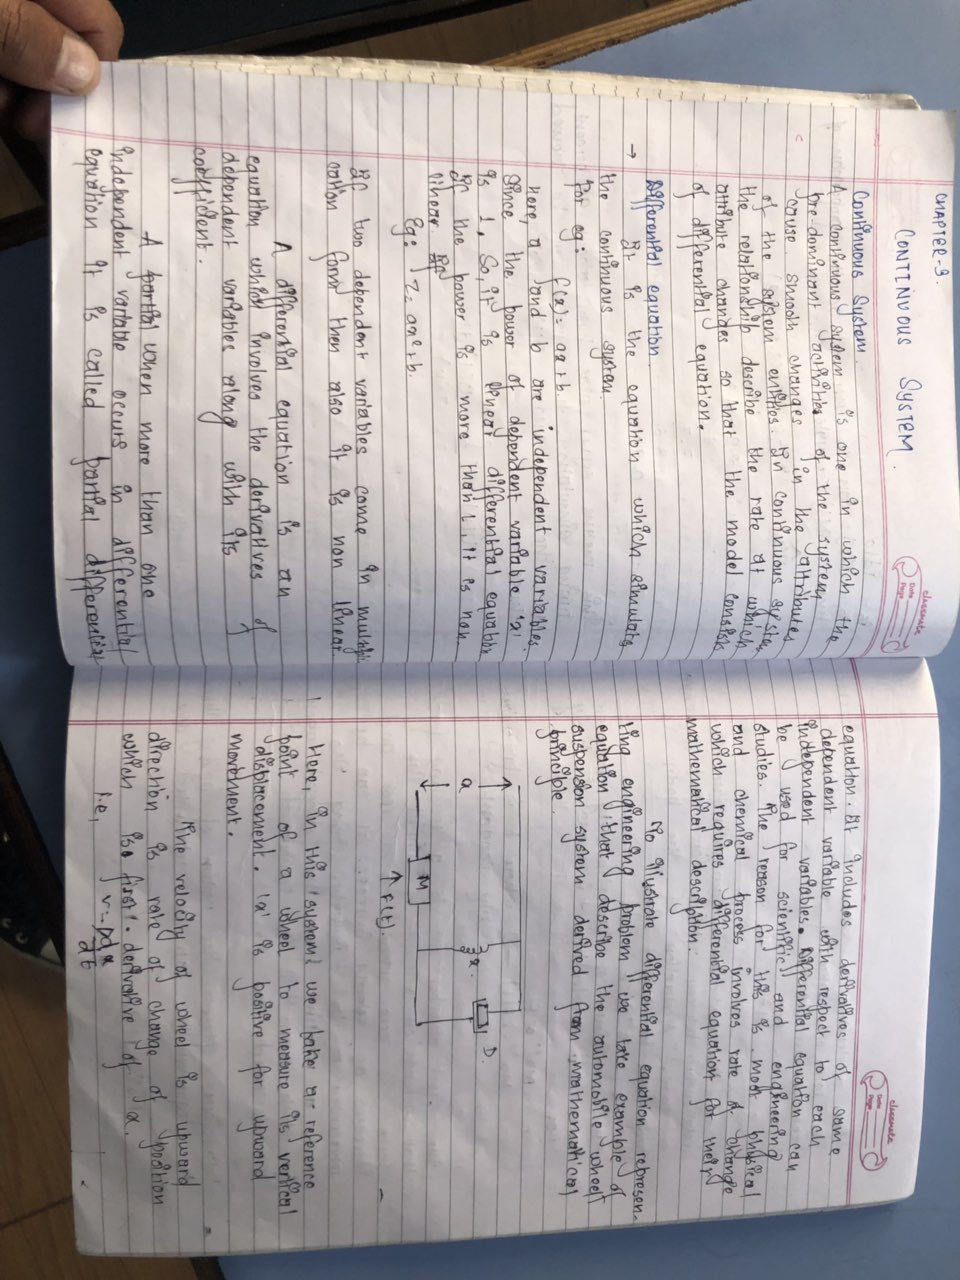 CHAPTER-3.
CONTINUOUS SYSTEM.
classmate
Date
Page
Continuous System.
A continuous system is one in which the
pre-dominant activities of the system
cause smooth changes in the attributes
of the system entities. In continuous system
the relationship describe the rate at which
attribute changes so that the model consists
of differential equation.
→ Differential equation.
It is the equation which simulates
the continuous system.
For eg: f(x) = ax+b
Here, a and b are independent variables.
Since, the power of dependent variable 'x'
is 1, So, it is linear differential equation
If the power is more than 1, it is non
linear.
Eg: Z = ax²+b.
If two dependent variables come in multipli-
cation form then also it is non linear.
A differential equation is an
equation which involves the derivatives of
dependent variables along with its
coefficient.
A partial when more than one
independent variable occurs in differential
equation it is called partial differential
classmate
Date
Page
equation. It includes derivatives of same
dependent variable with respect to each
independent variables. Differential equation can
be used for scientific and engineering
studies. The reason for this is most physical
and chemical process involves rate of change
which requires differential equation for their
mathematical description.
To illustrate differential equation represen-
ting engineering problem we take example of
equation that describe the automobile wheel
suspension system derived from mathematical
principle.
D.
x
M
↑ F(t).
Here, in this system we take a reference
point of a wheel to measure its vertical
displacement. 'x' is positive for upward
movement.
The velocity of wheel is upward
direction is rate of change of position
which is first derivative of x.
i.e, v = dx
dt